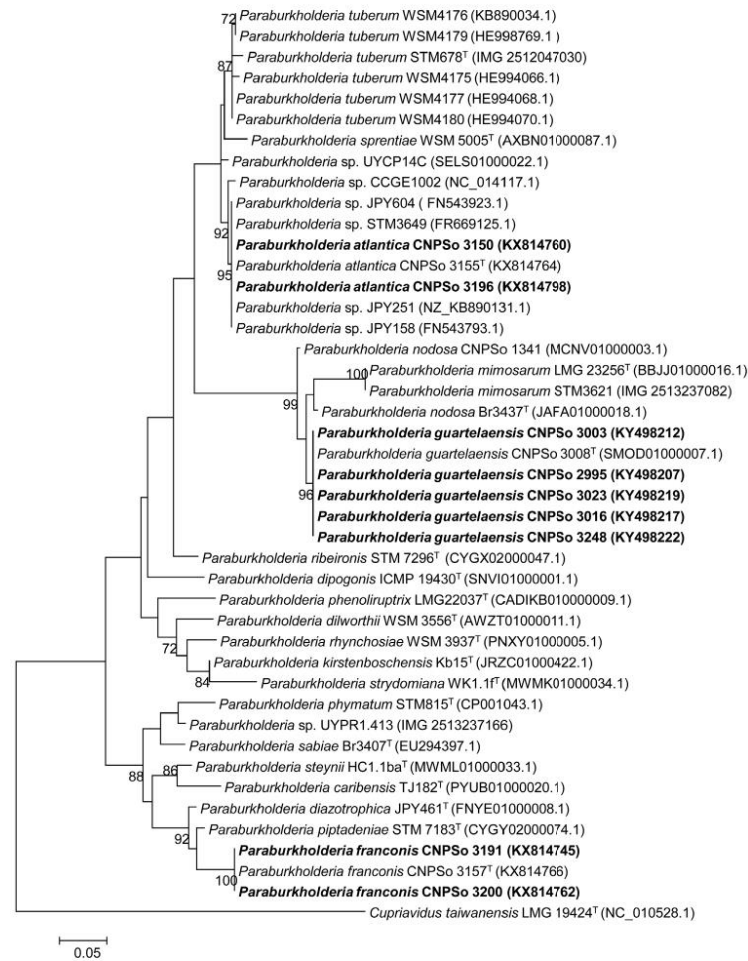 72 Paraburkholderia tuberum WSM4176 (KB890034.1)
Paraburkholderia tuberum WSM4179 (HE998769.1)
Paraburkholderia tuberum STM678ᵀ (IMG 2512047030)
87
Paraburkholderia tuberum WSM4175 (HE994066.1)
Paraburkholderia tuberum WSM4177 (HE994068.1)
Paraburkholderia tuberum WSM4180 (HE994070.1)
Paraburkholderia sprentiae WSM 5005ᵀ (AXBN01000087.1)
Paraburkholderia sp. UYCP14C (SELS01000022.1)
Paraburkholderia sp. CCGE1002 (NC_014117.1)
Paraburkholderia sp. JPY604 ( FN543923.1)
Paraburkholderia sp. STM3649 (FR669125.1)
92
Paraburkholderia atlantica CNPSo 3150 (KX814760)
Paraburkholderia atlantica CNPSo 3155ᵀ (KX814764)
95
Paraburkholderia atlantica CNPSo 3196 (KX814798)
Paraburkholderia sp. JPY251 (NZ_KB890131.1)
Paraburkholderia sp. JPY158 (FN543793.1)
Paraburkholderia nodosa CNPSo 1341 (MCNV01000003.1)
100 Paraburkholderia mimosarum LMG 23256ᵀ (BBJJ01000016.1)
Paraburkholderia mimosarum STM3621 (IMG 2513237082)
99
Paraburkholderia nodosa Br3437ᵀ (JAFA01000018.1)
Paraburkholderia guartelaensis CNPSo 3003 (KY498212)
Paraburkholderia guartelaensis CNPSo 3008ᵀ (SMOD01000007.1)
Paraburkholderia guartelaensis CNPSo 2995 (KY498207)
96 Paraburkholderia guartelaensis CNPSo 3023 (KY498219)
Paraburkholderia guartelaensis CNPSo 3016 (KY498217)
Paraburkholderia guartelaensis CNPSo 3248 (KY498222)
Paraburkholderia ribeironis STM 7296ᵀ (CYGX02000047.1)
Paraburkholderia dipogonis ICMP 19430ᵀ (SNVI01000001.1)
Paraburkholderia phenoliruptrix LMG22037ᵀ (CADIKB010000009.1)
Paraburkholderia dilworthii WSM 3556ᵀ (AWZT01000011.1)
72 Paraburkholderia rhynchosiae WSM 3937ᵀ (PNXY01000005.1)
Paraburkholderia kirstenboschensis Kb15ᵀ (JRZC01000422.1)
84
Paraburkholderia strydomiana WK1.1fᵀ (MWMK01000034.1)
Paraburkholderia phymatum STM815ᵀ (CP001043.1)
Paraburkholderia sp. UYPR1.413 (IMG 2513237166)
Paraburkholderia sabiae Br3407ᵀ (EU294397.1)
88 86 Paraburkholderia steynii HC1.1baᵀ (MWML01000033.1)
Paraburkholderia caribensis TJ182ᵀ (PYUB01000020.1)
Paraburkholderia diazotrophica JPY461ᵀ (FNYE01000008.1)
92 Paraburkholderia piptadeniae STM 7183ᵀ (CYGY02000074.1)
Paraburkholderia franconis CNPSo 3191 (KX814745)
Paraburkholderia franconis CNPSo 3157ᵀ (KX814766)
100
Paraburkholderia franconis CNPSo 3200 (KX814762)
Cupriavidus taiwanensis LMG 19424ᵀ (NC_010528.1)
0.05